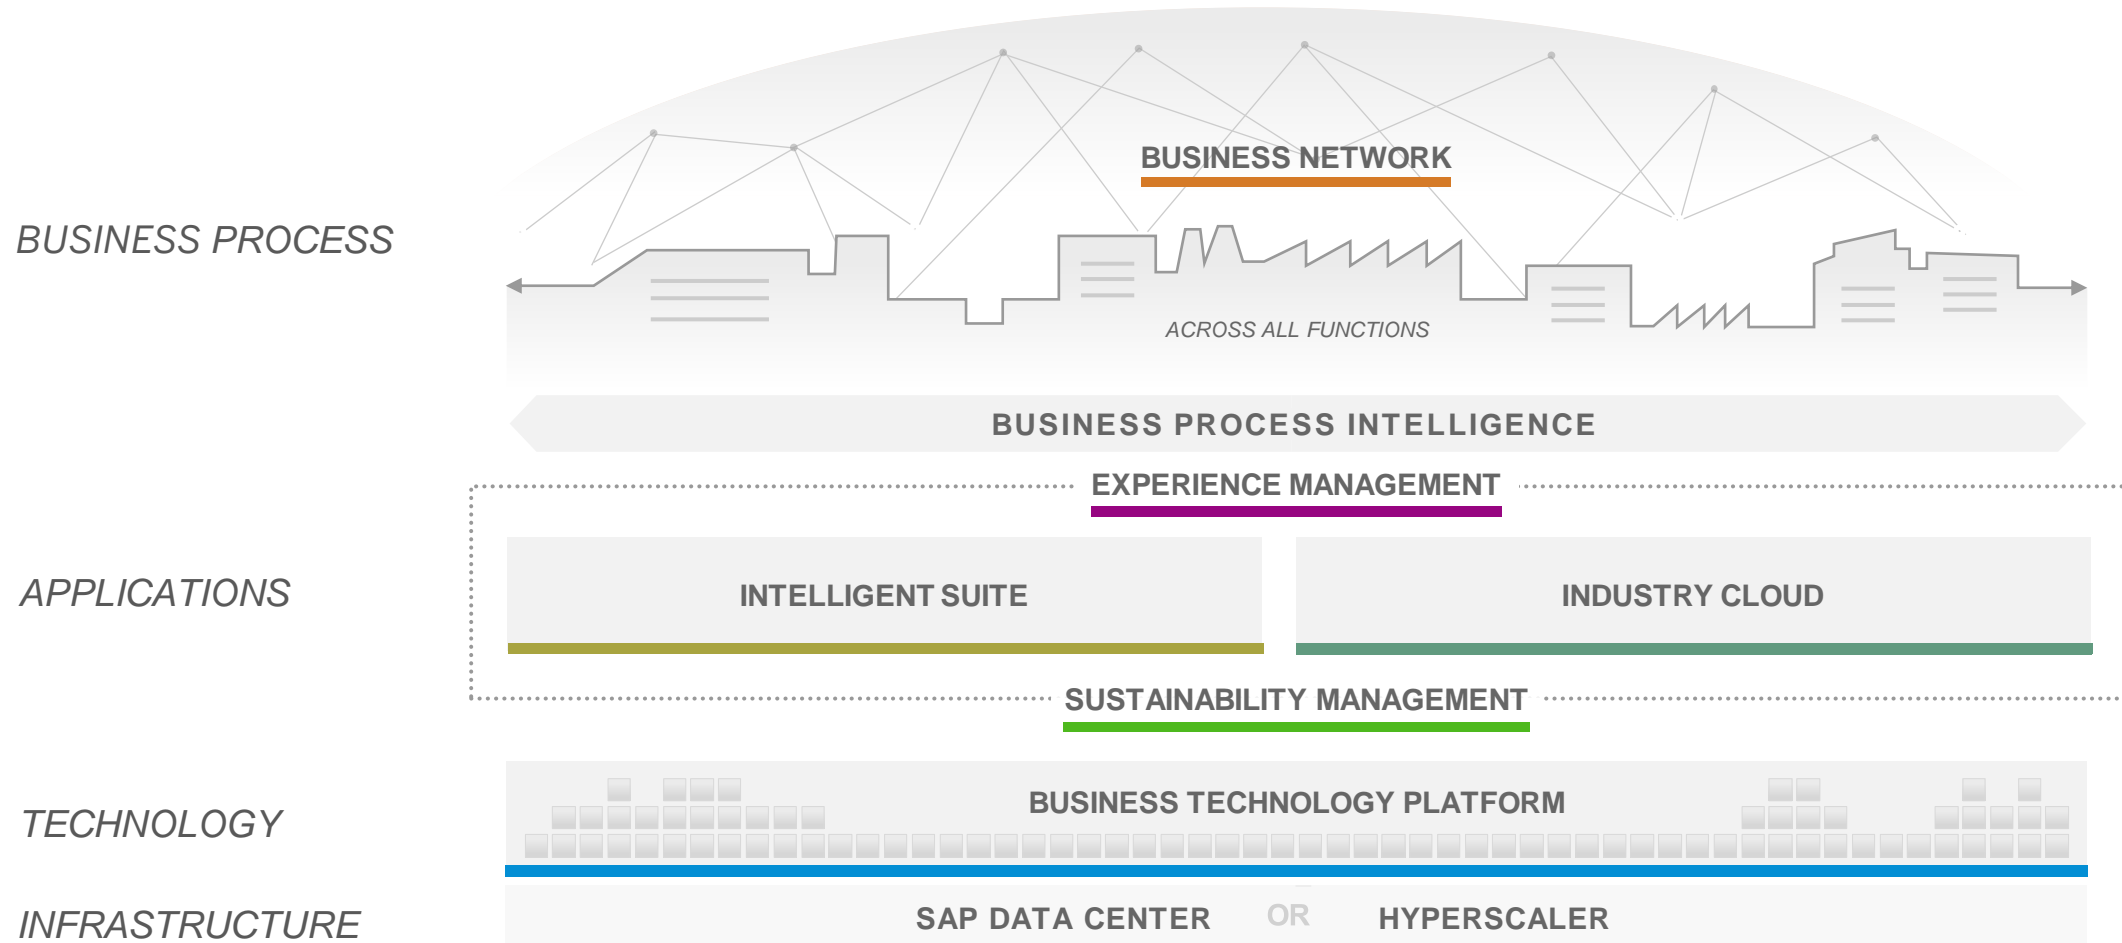 BUSINESS NETWORK
BUSINESS PROCESS
ACROSS ALL FUNCTIONS
BUSINESS PROCESS INTELLIGENCE
EXPERIENCE MANAGEMENT
APPLICATIONS
INTELLIGENT SUITE
INDUSTRY CLOUD
SUSTAINABILITY MANAGEMENT
TECHNOLOGY
BUSINESS TECHNOLOGY PLATFORM
INFRASTRUCTURE
SAP DATA CENTER OR HYPERSCALER